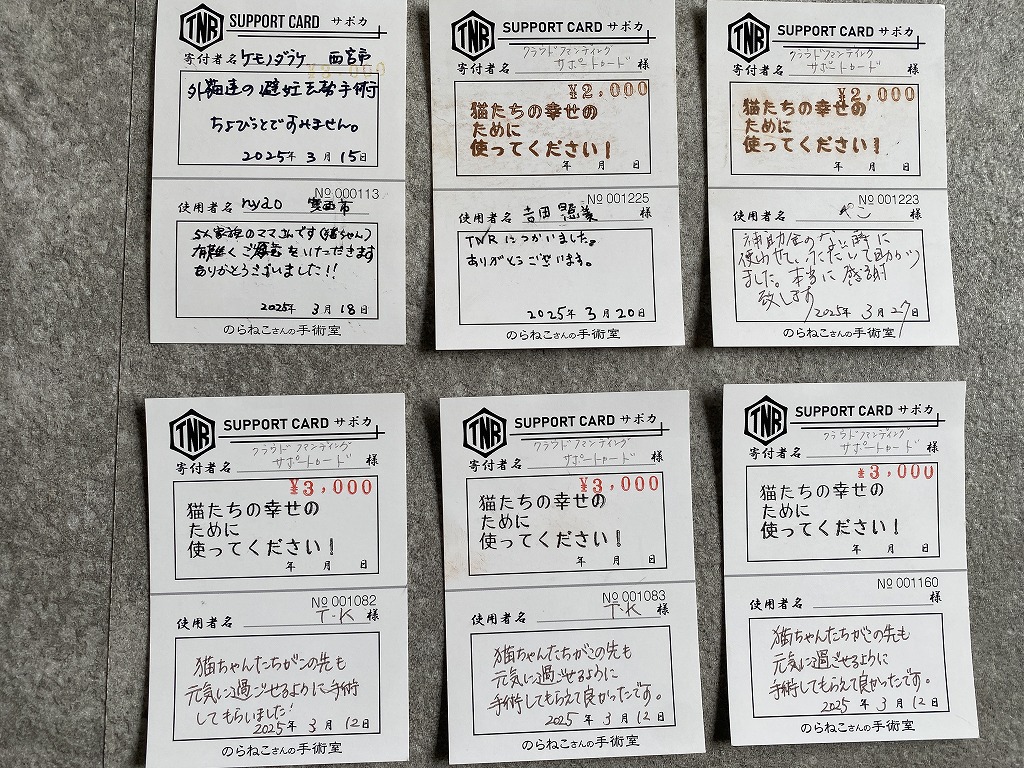 TNR SUPPORT CARD サポカ
寄付者名 ケモノダラケ 西宮市
外猫達の避妊去勢手術
ちょびっとですみません。
2025年 3月 15日
№ 000113
使用者名 nyao 寶西市
5人家族のママさんです(猫ちゃん)
有難くご厚意をいただきます
ありがとうございました!!
2025年 3月 18日
のらねこさんの手術室
TNR SUPPORT CARD サポカ
クラウドファンディング
寄付者名 サポートカード 様
¥2,000
猫たちの幸せの
ために
使ってください!
年 月 日
№ 001225
使用者名 吉田 様
TNRにつかいました。
ありがとうございます。
2025年 3月 20日
のらねこさんの手術室
TNR SUPPORT CARD サポカ
クラウドファンディング
寄付者名 サポートカード 様
¥2,000
猫たちの幸せの
ために
使ってください!
年 月 日
№ 001223
使用者名 ぺこ 様
補助金のない時に
使わせていただいて助かり
ました。本当に感謝
致します
2025年 3月 27日
のらねこさんの手術室
TNR SUPPORT CARD サポカ
クラウドファンディング
寄付者名 サポートカード 様
¥3,000
猫たちの幸せの
ために
使ってください!
年 月 日
№ 001082
使用者名 T・K 様
猫ちゃんたちがこの先も
元気に過ごせるように手術
してもらいました!
2025年 3月 12日
のらねこさんの手術室
TNR SUPPORT CARD サポカ
クラウドファンディング
寄付者名 サポートカード 様
¥3,000
猫たちの幸せの
ために
使ってください!
年 月 日
№ 001083
使用者名 T・K 様
猫ちゃんたちがこの先も
元気に過ごせるように
手術してもらえて良かったです。
2025年 3月 12日
のらねこさんの手術室
TNR SUPPORT CARD サポカ
クラウドファンディング
寄付者名 サポートカード 様
¥3,000
猫たちの幸せの
ために
使ってください!
年 月 日
№ 001160
使用者名 様
猫ちゃんたちがこの先も
元気に過ごせるように
手術してもらえて良かったです。
2025年 3月 12日
のらねこさんの手術室